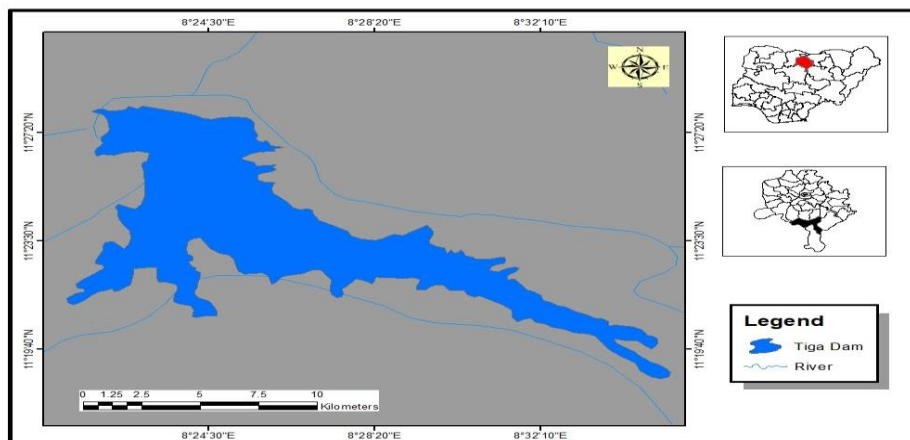 8°24'30"E 8°28'20"E 8°32'10"E
N
W E
S
11°27'20"N 11°27'20"N
11°23'30"N 11°23'30"N
11°19'40"N 11°19'40"N
Legend
Tiga Dam
River
0 1.25 2.5 5 7.5 10
Kilometers
8°24'30"E 8°28'20"E 8°32'10"E